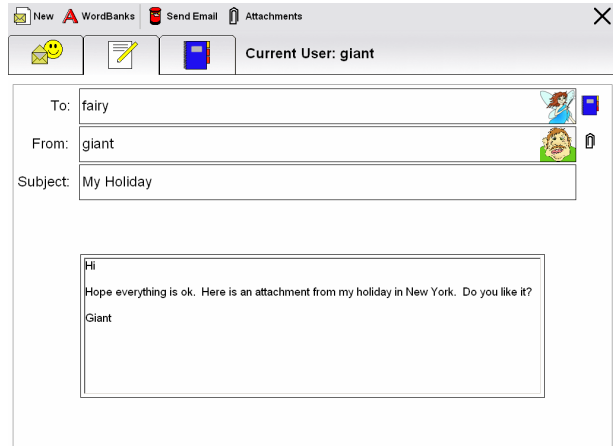 New WordBanks Send Email Attachments
Current User: giant
To: fairy
From: giant
Subject: My Holiday
Hi
Hope everything is ok. Here is an attachment from my holiday in New York. Do you like it?
Giant